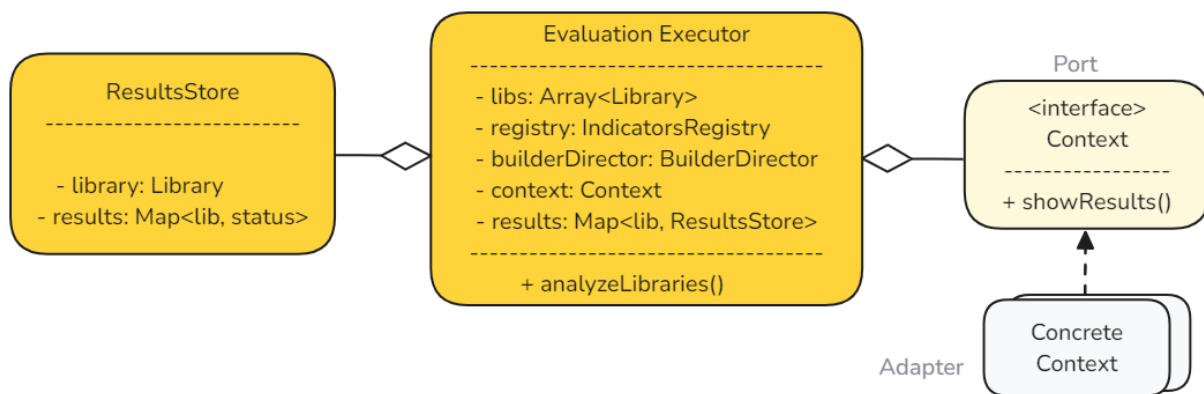 ResultsStore
---------------------------
- library: Library
- results: Map<lib, status>
Evaluation Executor
-------------------------------------
- libs: Array<Library>
- registry: IndicatorsRegistry
- builderDirector: BuilderDirector
- context: Context
- results: Map<lib, ResultsStore>
-------------------------------------
+ analyzeLibraries()
Port
<interface>
Context
-----------------
+ showResults()
Concrete
Context
Adapter